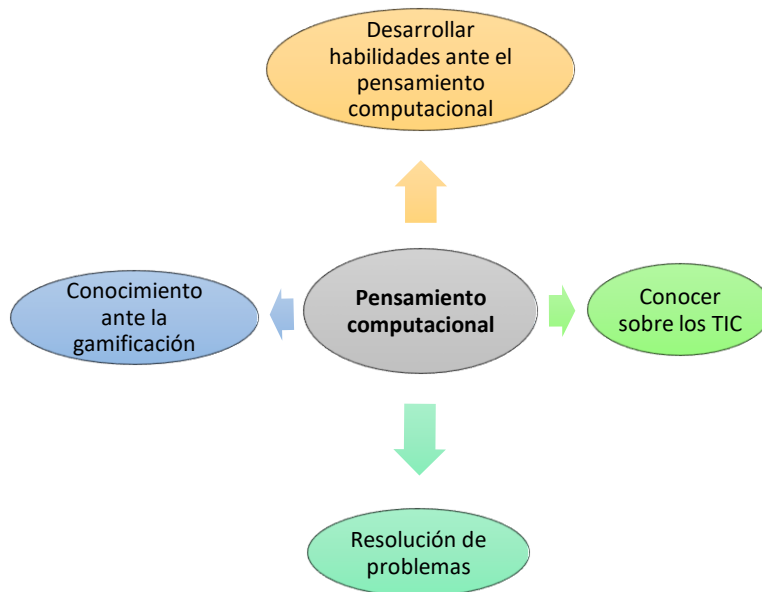 Desarrollar
habilidades ante el
pensamiento
computacional
Conocimiento
ante la
gamificación
Pensamiento
computacional
Conocer
sobre los TIC
Resolución de
problemas